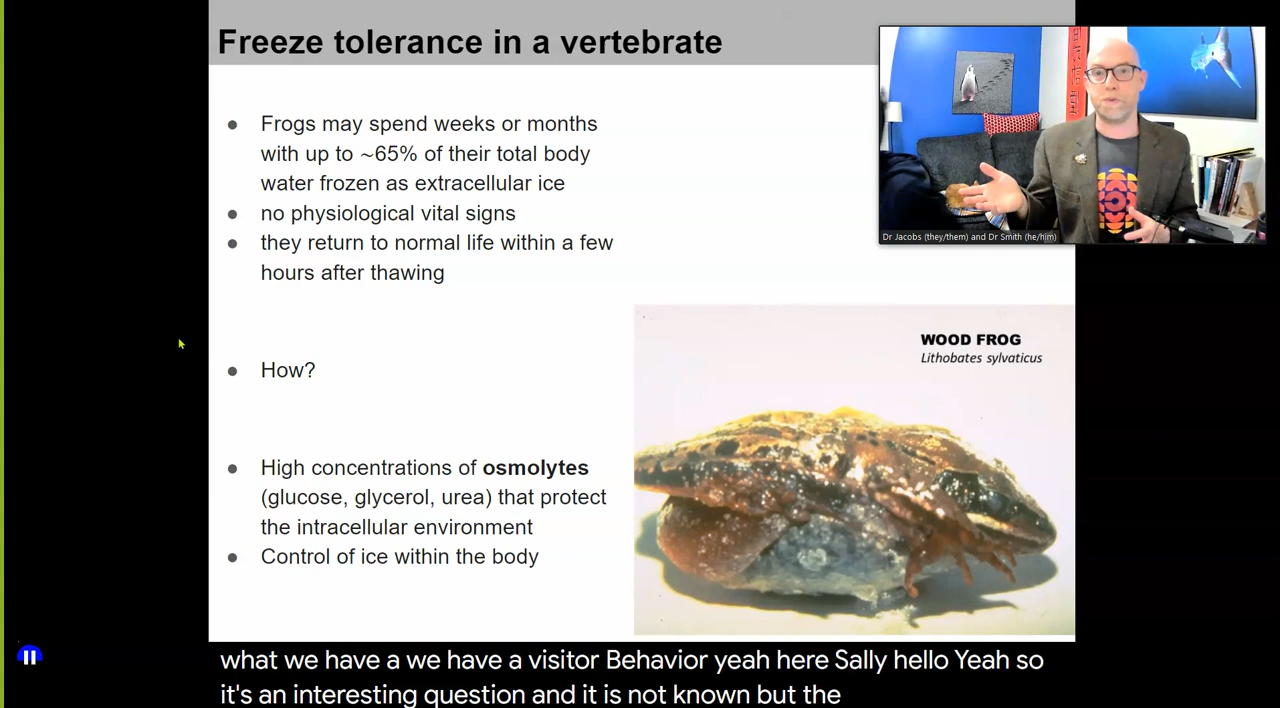 Freeze tolerance in a vertebrate
● Frogs may spend weeks or months
with up to ~65% of their total body
water frozen as extracellular ice
● no physiological vital signs
● they return to normal life within a few
hours after thawing
● How?
● High concentrations of osmolytes
(glucose, glycerol, urea) that protect
the intracellular environment
● Control of ice within the body
Dr Jacobs (they/them) and Dr Smith (he/him)
WOOD FROG
Lithobates sylvaticus
what we have a we have a visitor Behavior yeah here Sally hello Yeah so
it's an interesting question and it is not known but the